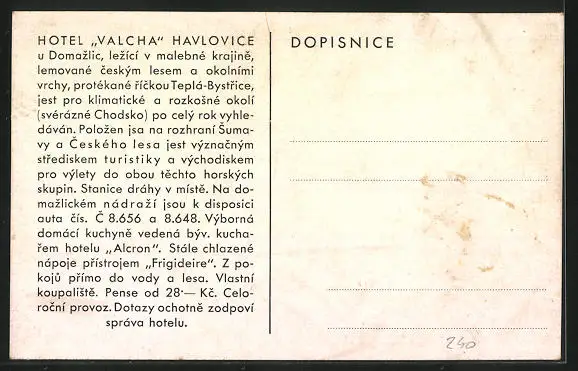 HOTEL „VALCHA“ HAVLOVICE
u Domažlic, ležící v malebné krajině,
lemované českým lesem a okolními
vrchy, protékané říčkou Teplá-Bystřice,
jest pro klimatické a rozkošné okolí
(svérázné Chodsko) po celý rok vyhle-
dáván. Položen jsa na rozhraní Šuma-
vy a Českého lesa jest význačným
střediskem turistiky a východiskem
pro výlety do obou těchto horských
skupin. Stanice dráhy v místě. Na do-
mažlickém nádraží jsou k disposici
auta čís. Č 8.656 a 8.648. Výborná
domácí kuchyně vedená býv. kucha-
řem hotelu „Alcron“. Stále chlazené
nápoje přístrojem „Frigideire“. Z po-
kojů přímo do vody a lesa. Vlastní
koupaliště. Pense od 28·— Kč. Celo-
roční provoz. Dotazy ochotně zodpoví
správa hotelu.
DOPISNICE
240